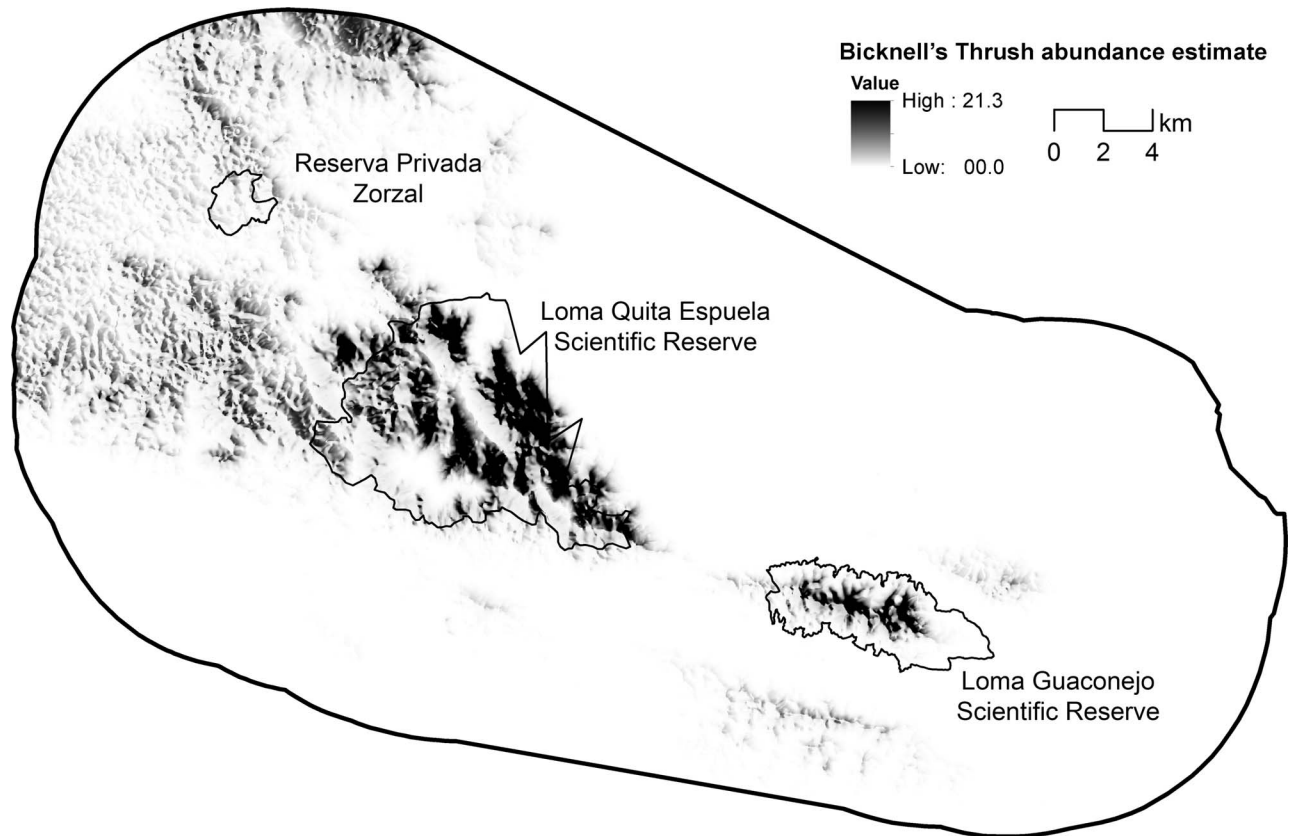 Bicknell's Thrush abundance estimate
Value
High : 21.3
Low: 00.0
km
0 2 4
Reserva Privada
Zorzal
Loma Quita Espuela
Scientific Reserve
Loma Guaconejo
Scientific Reserve